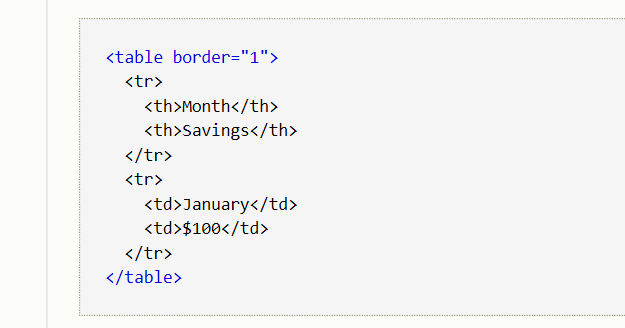 <table border="1">
  <tr>
    <th>Month</th>
    <th>Savings</th>
  </tr>
  <tr>
    <td>January</td>
    <td>$100</td>
  </tr>
</table>